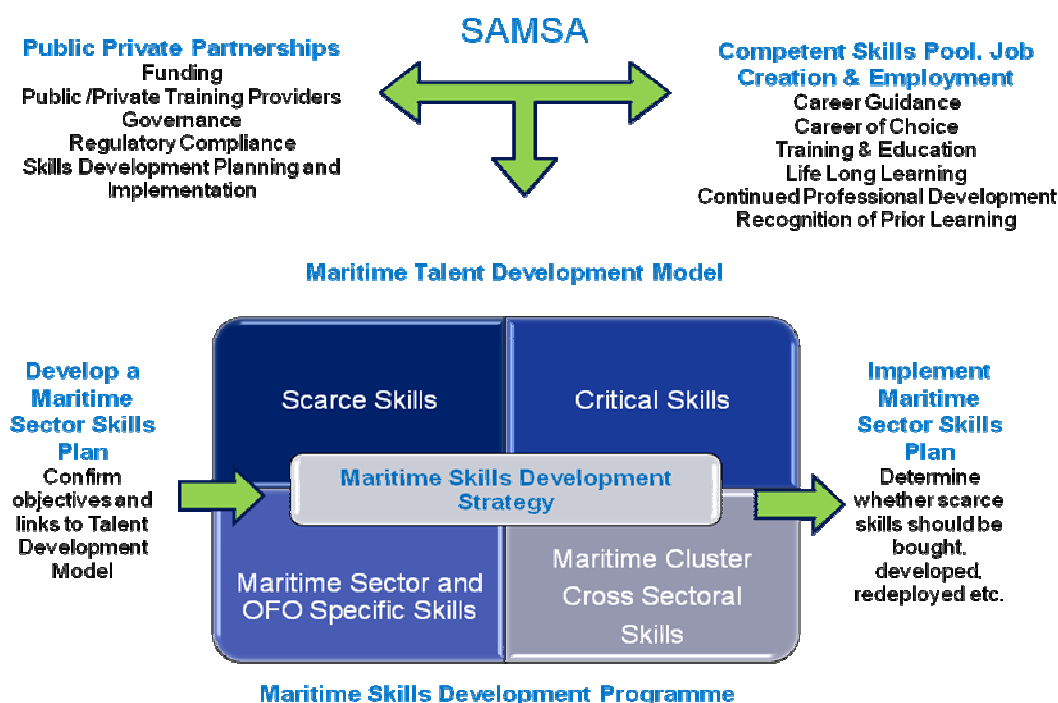 SAMSA
Public Private Partnerships
Funding
Public /Private Training Providers
Governance
Regulatory Compliance
Skills Development Planning and
Implementation
Competent Skills Pool, Job
Creation & Employment
Career Guidance
Career of Choice
Training & Education
Life Long Learning
Continued Professional Development
Recognition of Prior Learning
Maritime Talent Development Model
Develop a
Maritime
Sector Skills
Plan
Confirm
objectives and
links to Talent
Development
Model
Scarce Skills
Critical Skills
Maritime Skills Development
Strategy
Maritime Sector and
OFO Specific Skills
Maritime Cluster
Cross Sectoral
Skills
Implement
Maritime
Sector Skills
Plan
Determine
whether scarce
skills should be
bought,
developed,
redeployed etc.
Maritime Skills Development Programme